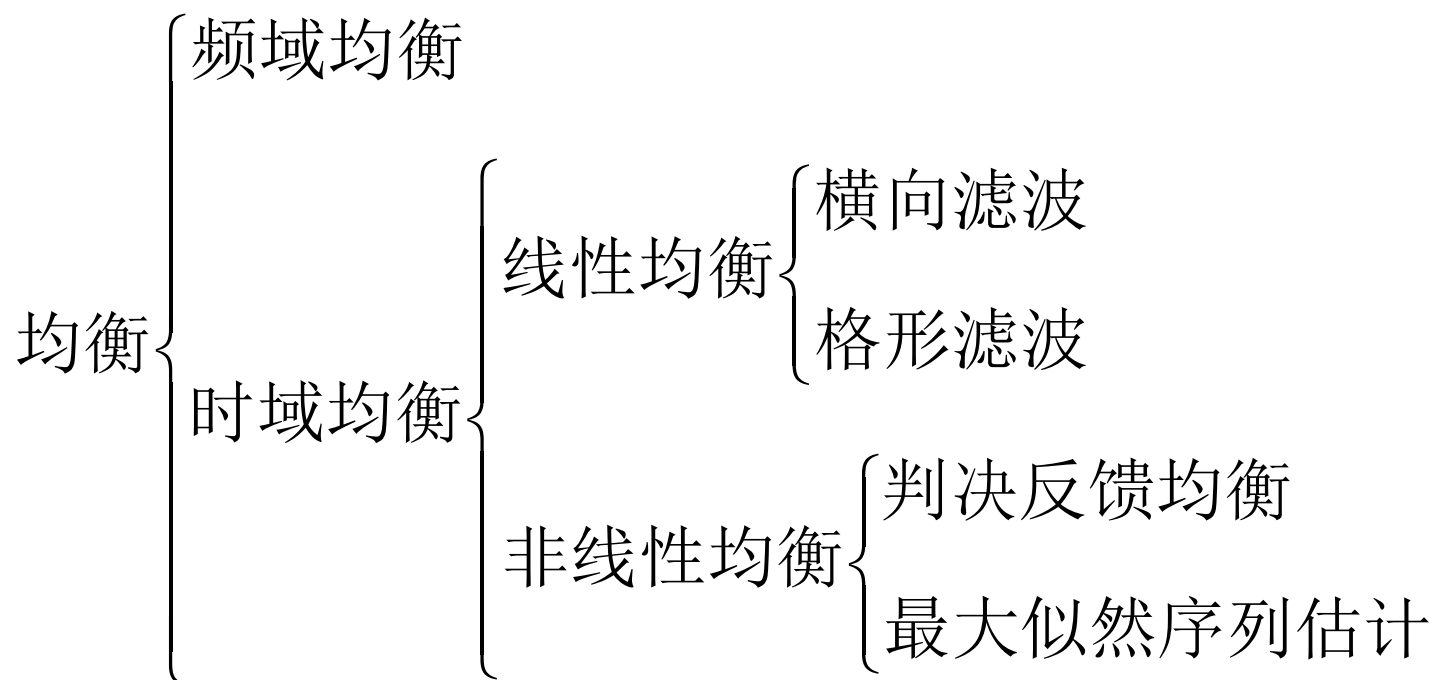 频域均衡
横向滤波
线性均衡
格形滤波
均衡
时域均衡
判决反馈均衡
非线性均衡
最大似然序列估计